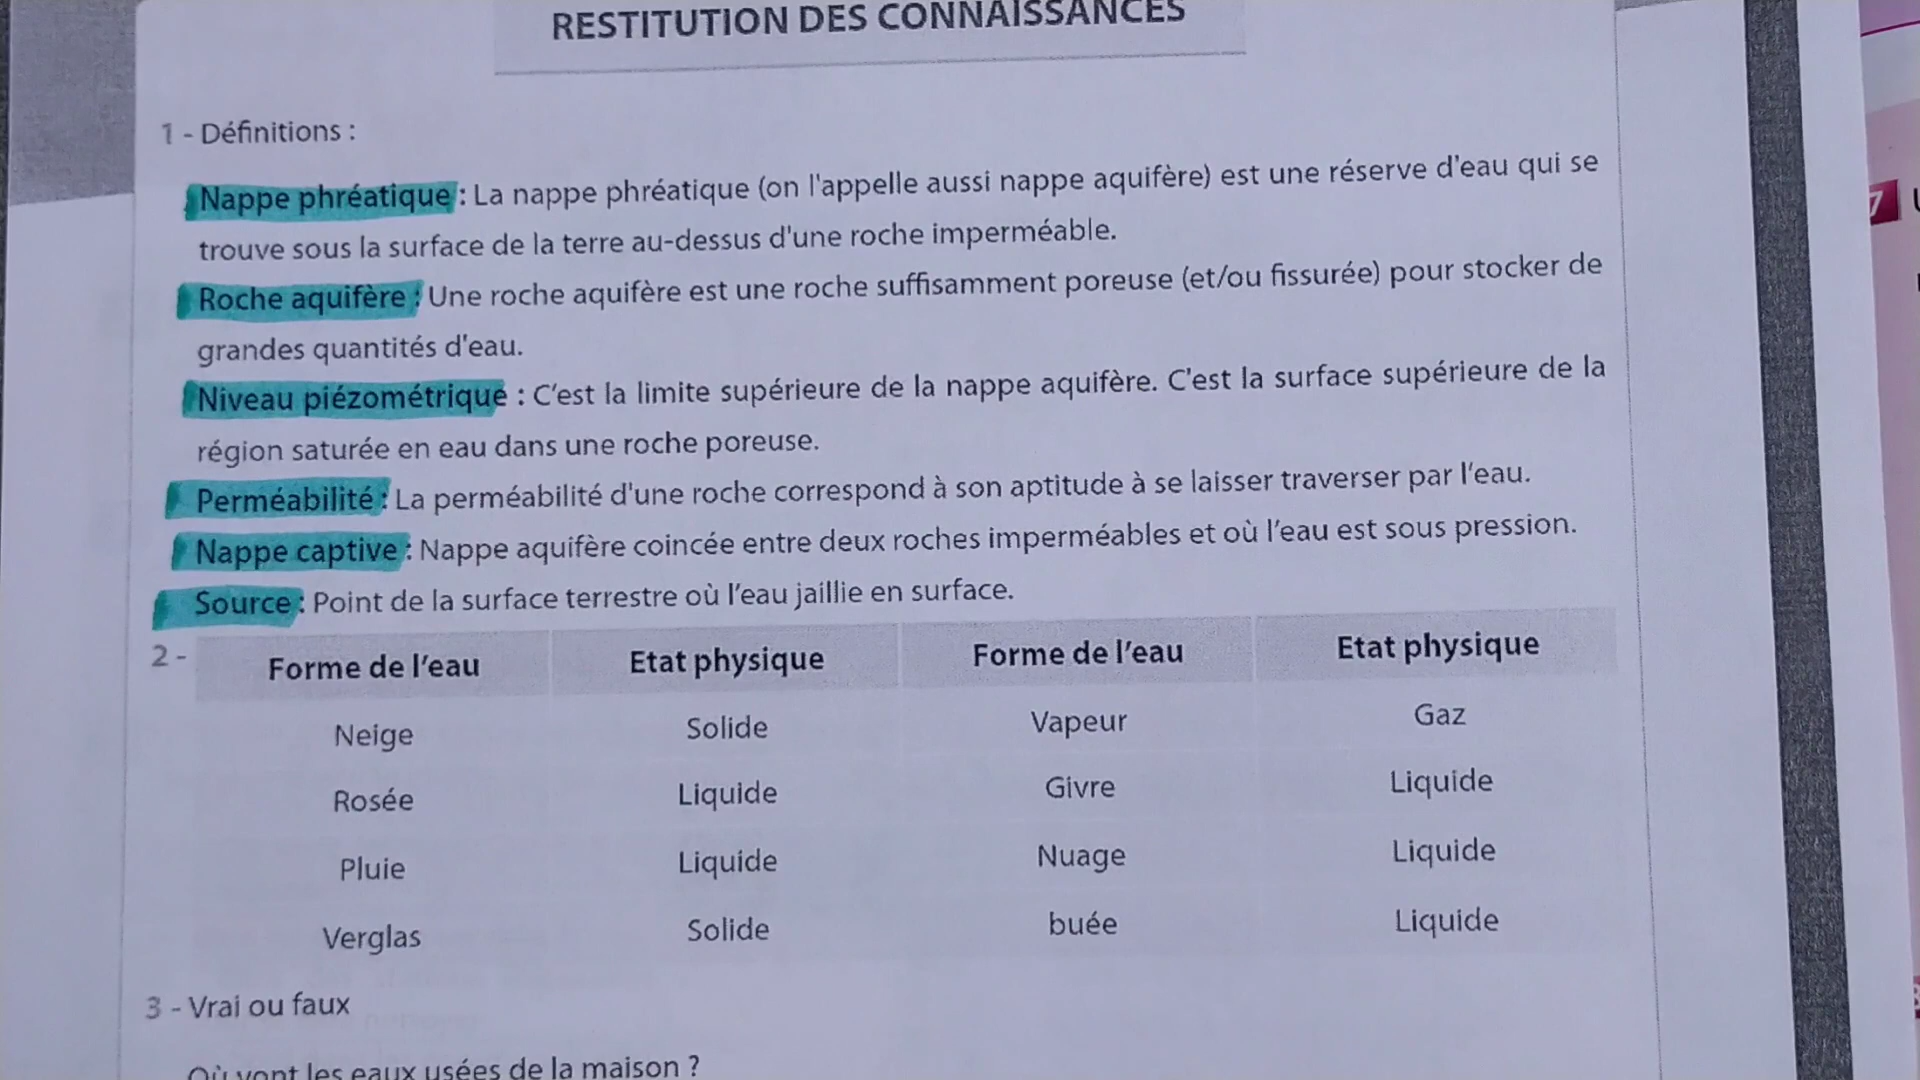 RESTITUTION DES CONNAISSANCES
1 - Définitions :
Nappe phréatique : La nappe phréatique (on l'appelle aussi nappe aquifère) est une réserve d'eau qui se
trouve sous la surface de la terre au-dessus d'une roche imperméable.
Roche aquifère : Une roche aquifère est une roche suffisamment poreuse (et/ou fissurée) pour stocker de
grandes quantités d'eau.
Niveau piézométrique : C'est la limite supérieure de la nappe aquifère. C'est la surface supérieure de la
région saturée en eau dans une roche poreuse.
Perméabilité : La perméabilité d'une roche correspond à son aptitude à se laisser traverser par l'eau.
Nappe captive : Nappe aquifère coincée entre deux roches imperméables et où l'eau est sous pression.
Source : Point de la surface terrestre où l'eau jaillie en surface.
2 - Forme de l'eau Etat physique Forme de l'eau Etat physique
Neige Solide Vapeur Gaz
Rosée Liquide Givre Liquide
Pluie Liquide Nuage Liquide
Verglas Solide buée Liquide
3 - Vrai ou faux
Où vont les eaux usées de la maison ?
7